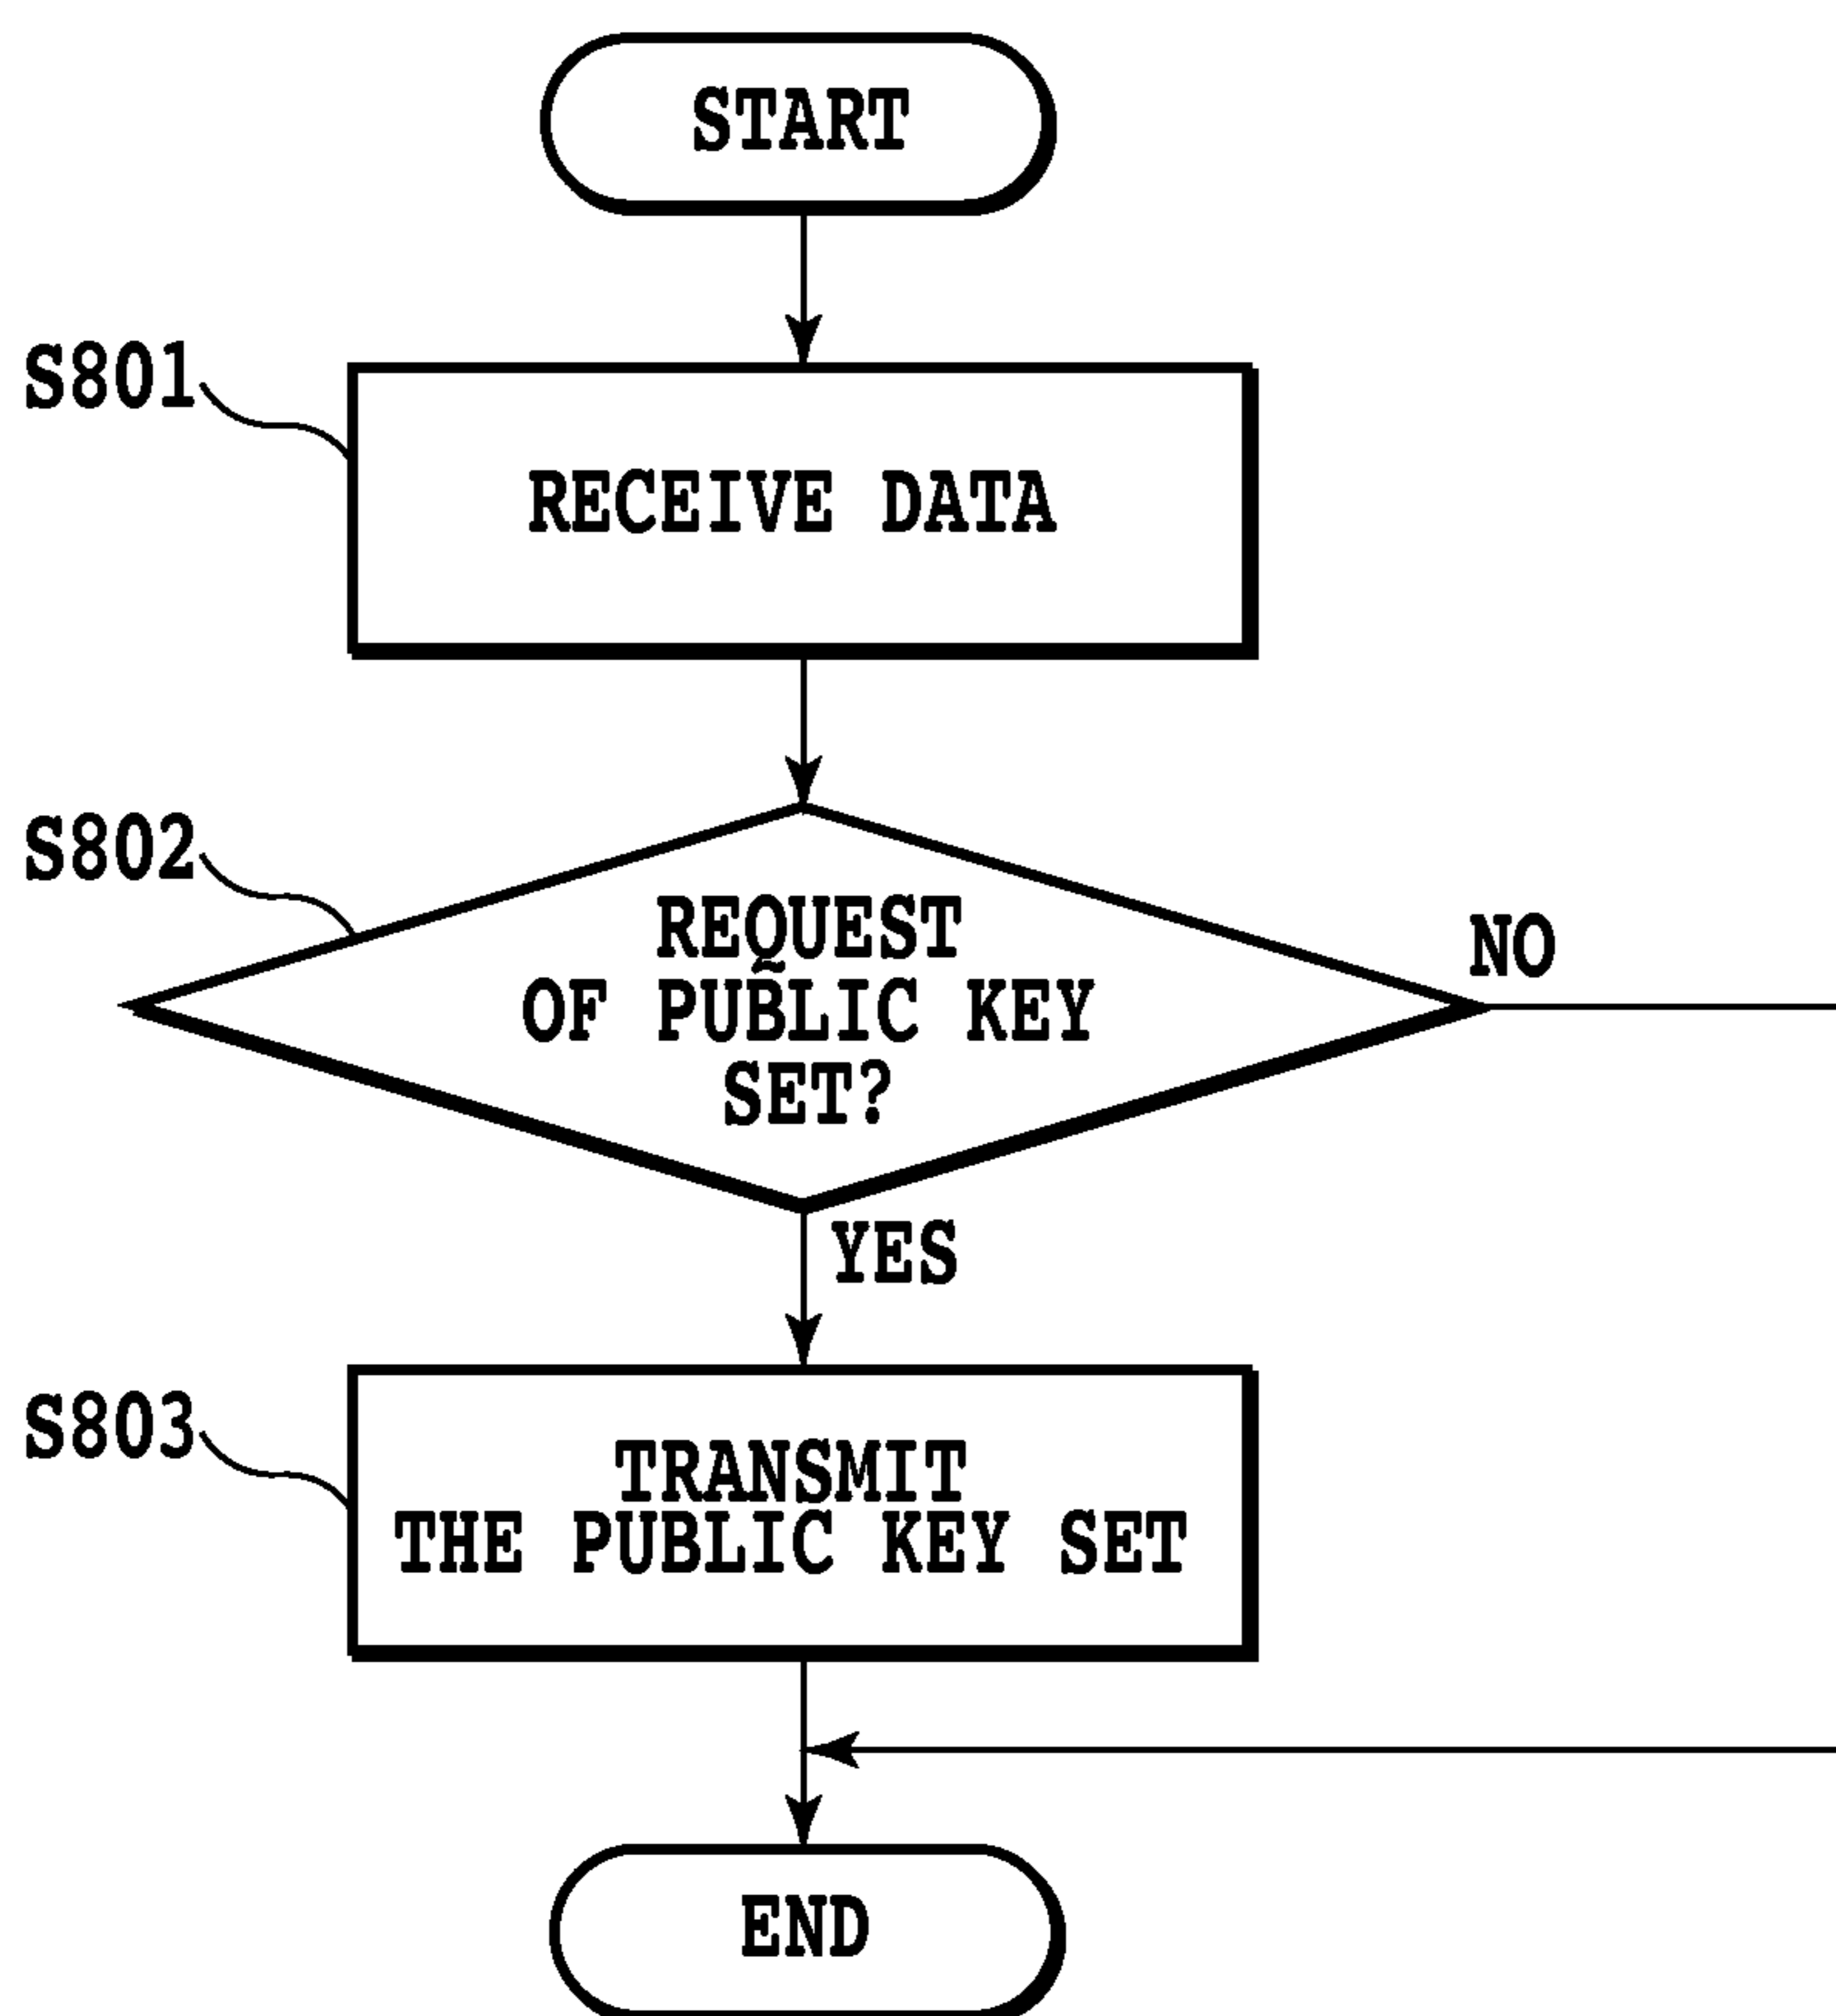 START
S801
RECEIVE DATA
S802
REQUEST
OF PUBLIC KEY
SET?
NO
YES
S803
TRANSMIT
THE PUBLIC KEY SET
END